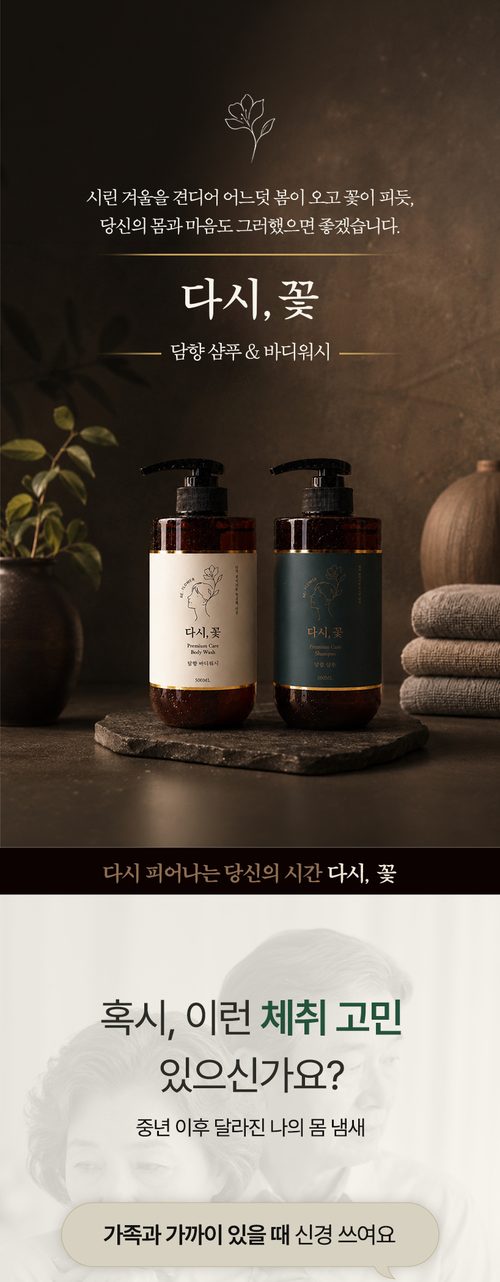 시린 겨울을 견디어 어느덧 봄이 오고 꽃이 피듯,
당신의 몸과 마음도 그러했으면 좋겠습니다.
다시, 꽃
담향 샴푸 & 바디워시
RE, FLOWER
다시, 꽃
Premium Care
Body Wash
담향 바디워시
500ML
RE, FLOWER
다시, 꽃
Premium Care
Shampoo
담향 샴푸
500ML
다시 피어나는 당신의 시간 다시, 꽃
혹시, 이런 체취 고민
있으신가요?
중년 이후 달라진 나의 몸 냄새
가족과 가까이 있을 때 신경 쓰여요